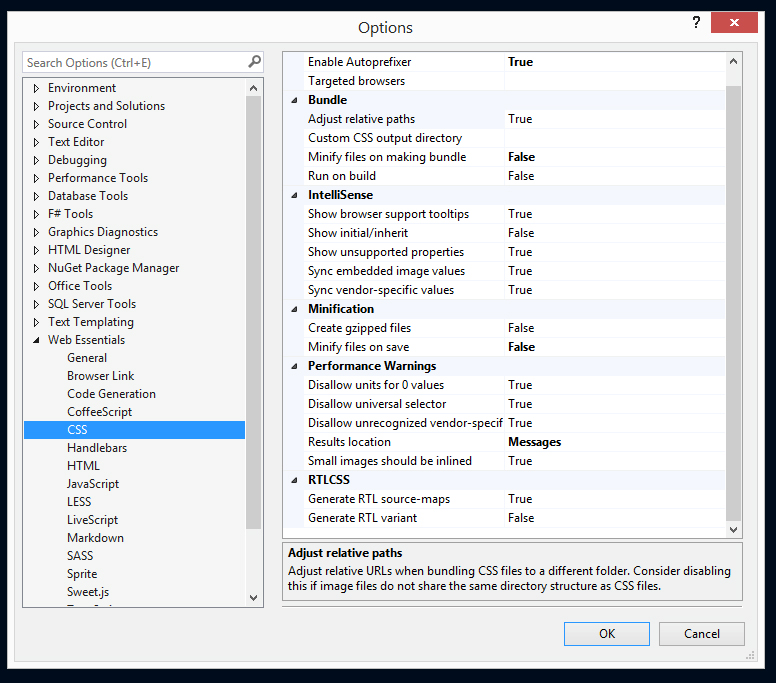 Options
?
Search Options (Ctrl+E)
Environment
Projects and Solutions
Source Control
Text Editor
Debugging
Performance Tools
Database Tools
F# Tools
Graphics Diagnostics
HTML Designer
NuGet Package Manager
Office Tools
SQL Server Tools
Text Templating
Web Essentials
General
Browser Link
Code Generation
CoffeeScript
CSS
Handlebars
HTML
JavaScript
LESS
LiveScript
Markdown
SASS
Sprite
Sweet.js
Enable Autoprefixer True
Targeted browsers
Bundle
Adjust relative paths True
Custom CSS output directory
Minify files on making bundle False
Run on build False
IntelliSense
Show browser support tooltips True
Show initial/inherit False
Show unsupported properties True
Sync embedded image values True
Sync vendor-specific values True
Minification
Create gzipped files False
Minify files on save False
Performance Warnings
Disallow units for 0 values True
Disallow universal selector True
Disallow unrecognized vendor-specif True
Results location Messages
Small images should be inlined True
RTLCSS
Generate RTL source-maps True
Generate RTL variant False
Adjust relative paths
Adjust relative URLs when bundling CSS files to a different folder. Consider disabling
this if image files do not share the same directory structure as CSS files.
OK
Cancel